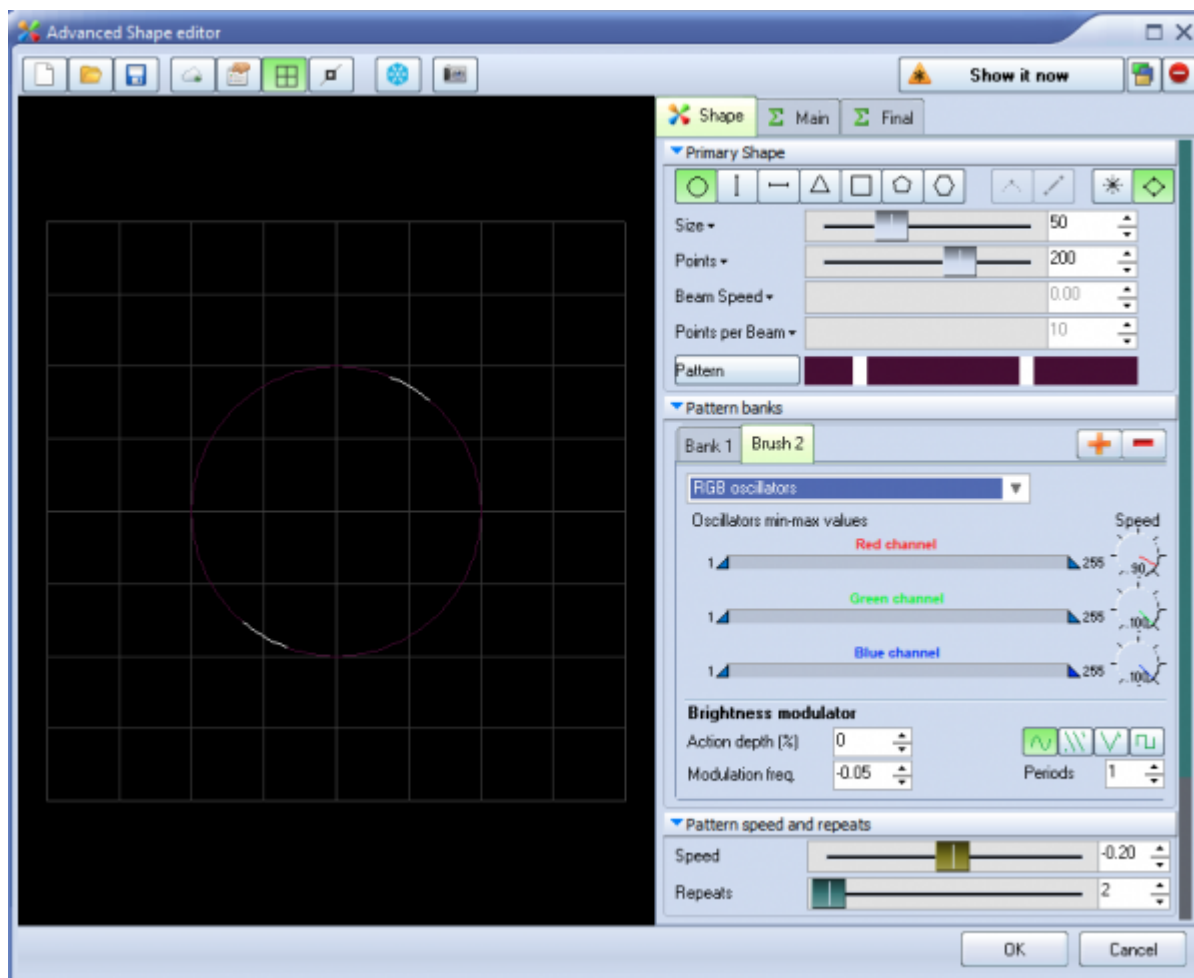 Advanced Shape editor
Show it now
Shape Main Final
Primary Shape
Size 50
Points 200
Beam Speed 0.00
Points per Beam 10
Pattern
Pattern banks
Bank 1 Brush 2
RGB oscillators
Oscillators min-max values Speed
Red channel
1 255 90
Green channel
1 255 100
Blue channel
1 255 100
Brightness modulator
Action depth (%) 0
Modulation freq. -0.05 Periods 1
Pattern speed and repeats
Speed -0.20
Repeats 2
OK Cancel